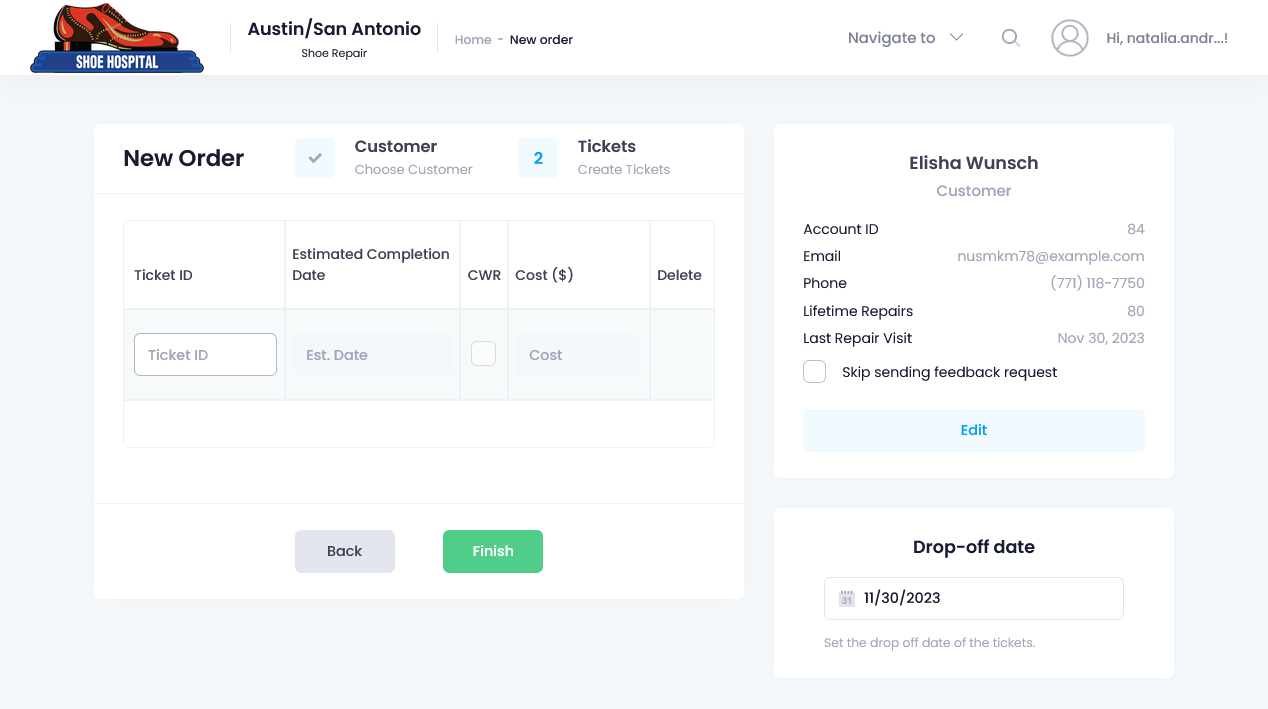 SHOE HOSPITAL
Austin/San Antonio
Shoe Repair
Home - New order
Navigate to
Hi, natalia.andr...!
New Order
Customer
Choose Customer
2
Tickets
Create Tickets
Ticket ID
Estimated Completion
Date
CWR
Cost ($)
Delete
Ticket ID
Est. Date
Cost
Back
Finish
Elisha Wunsch
Customer
Account ID 84
Email nusmkm78@example.com
Phone (771) 118-7750
Lifetime Repairs 80
Last Repair Visit Nov 30, 2023
Skip sending feedback request
Edit
Drop-off date
31 11/30/2023
Set the drop off date of the tickets.